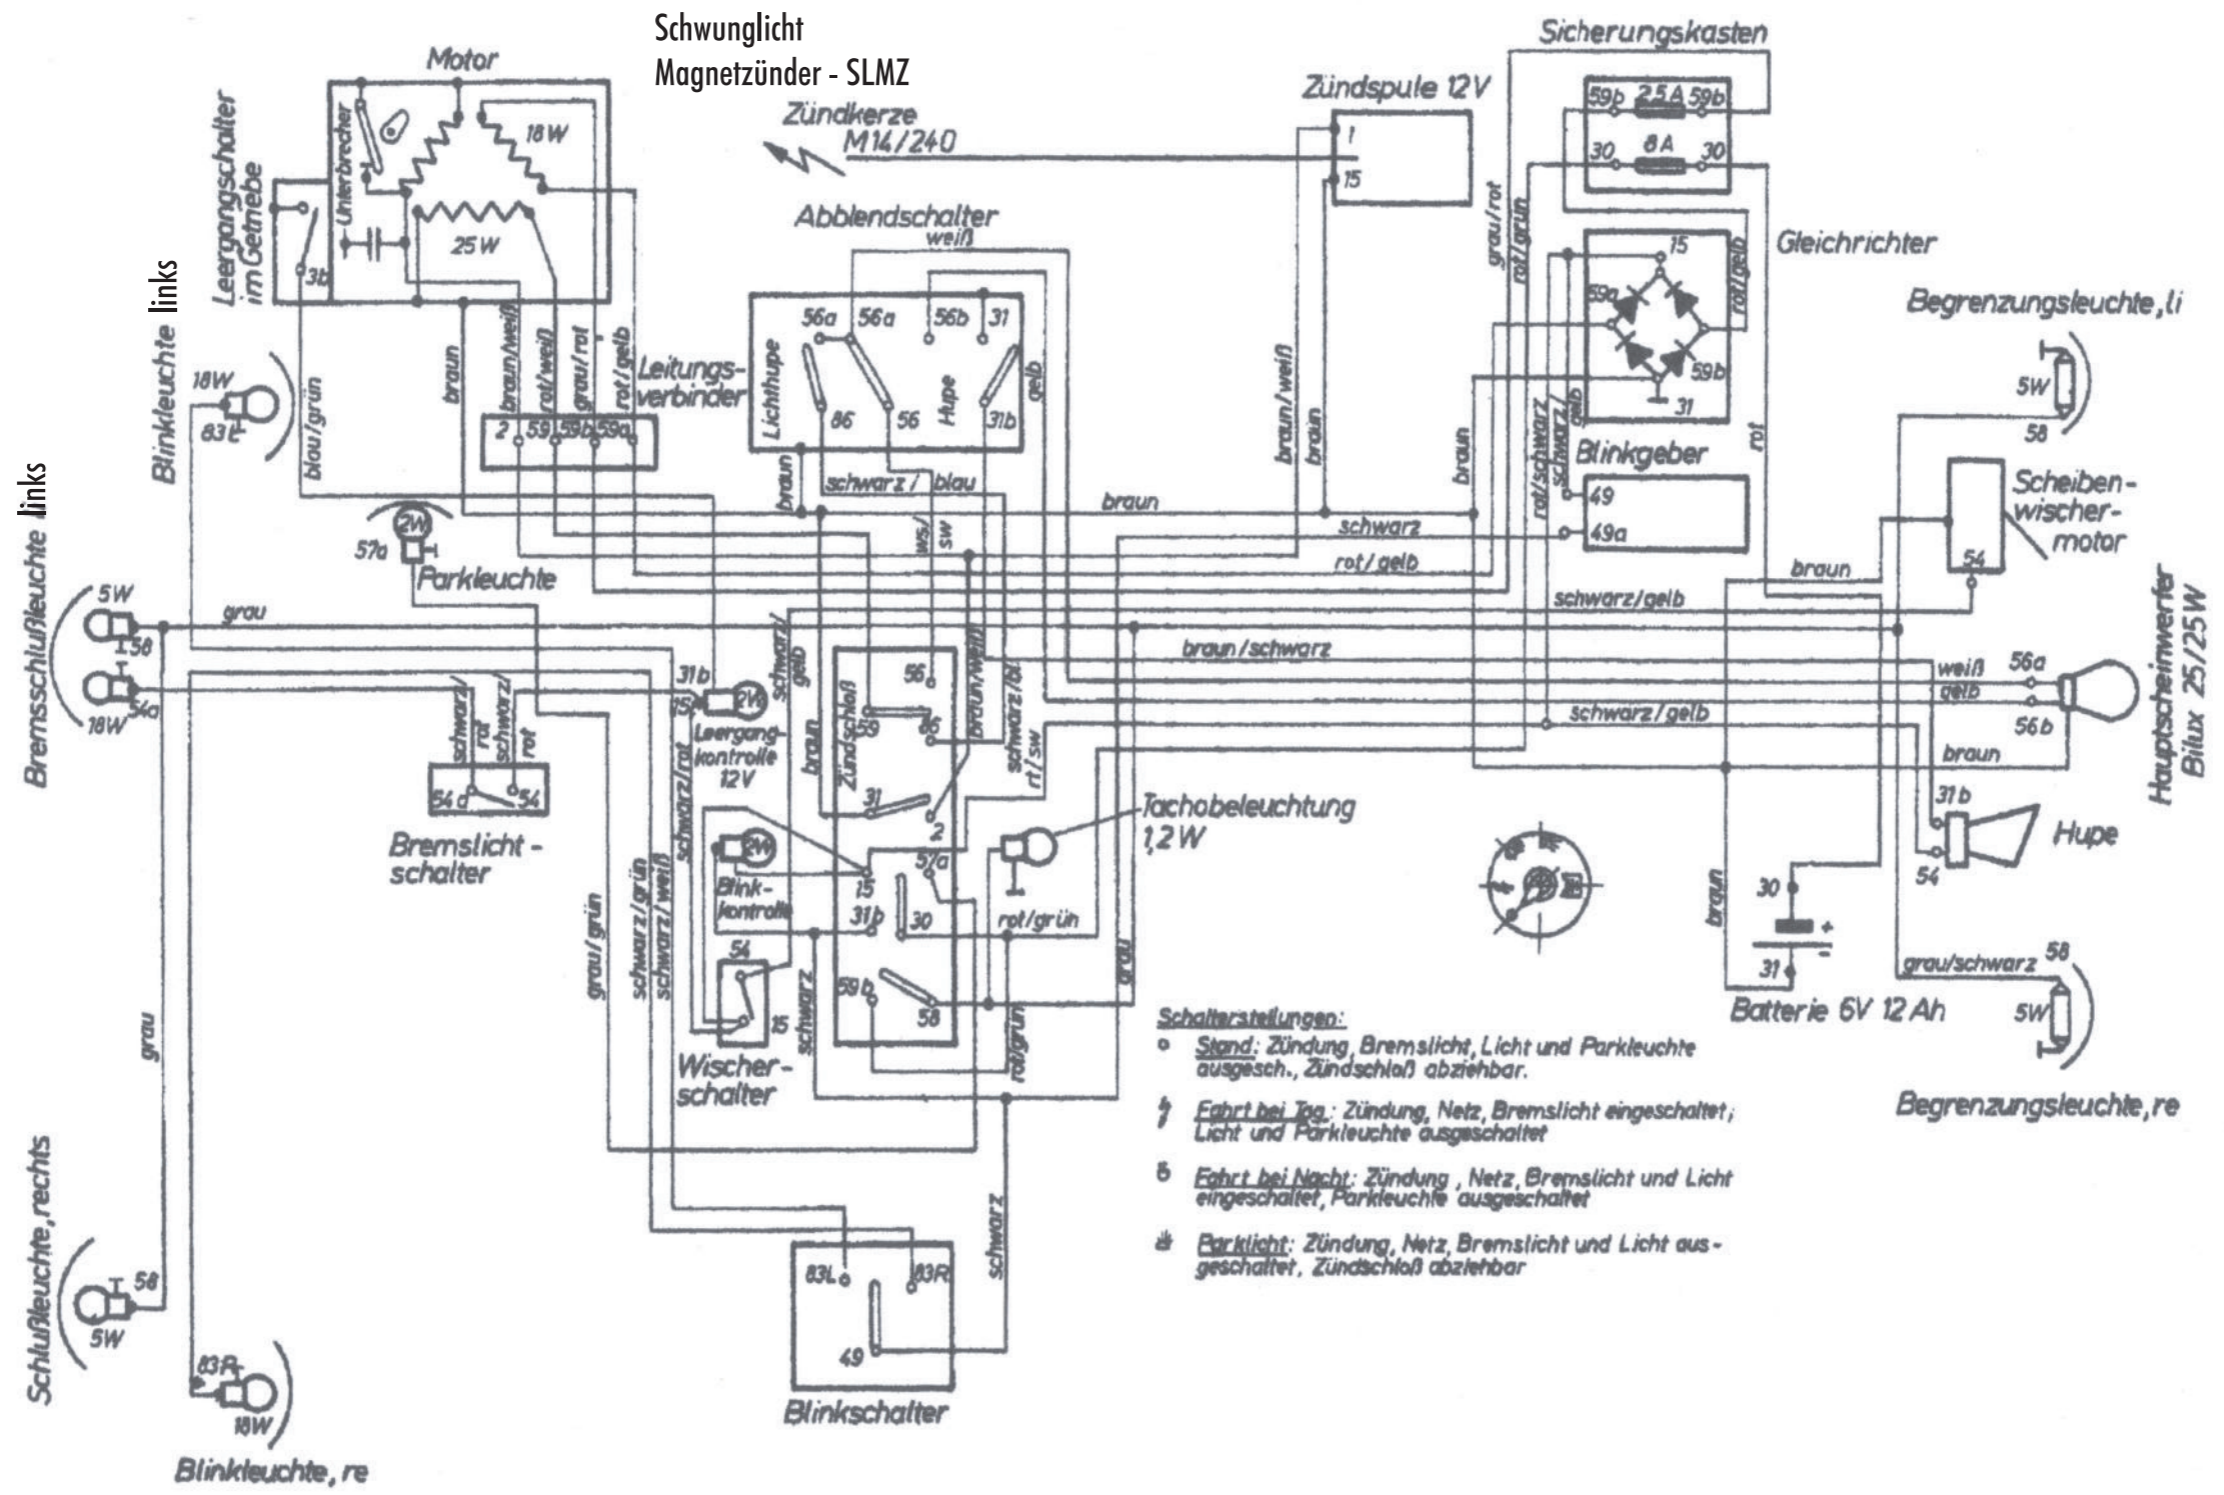 Schwunglicht
Magnetzünder - SLMZ
Motor
Leergangschalter
im Getriebe
Unterbrecher
18W
25W
3b
Zündkerze
M14/240
Zündspule 12V
1
15
Sicherungskasten
59b 2,5A 59b
30 8A 30
grau/rot
rot/grün
Gleichrichter
15
59a
59b
31
rot/gelb
Abblendschalter
weiß
56a 56a 56b 31
Lichthupe
Hupe
86 56 31b
gelb
Leitungs-
verbinder
2 59 59b 59a
braun
braun/weiß
rot/weiß
grau/rot
rot/gelb
blau/grün
Blinkleuchte links
18W
83L
Begrenzungsleuchte, li
5W
58
Blinkgeber
49
49a
rot/schwarz
schwarz/
gelb
rot
braun
braun/weiß
braun
braun
schwarz/ blau
ws/
sw
braun
schwarz
rot/gelb
schwarz/gelb
braun/schwarz
Scheiben-
wischer-
motor
54
braun
Parkleuchte
2W
57a
Bremsschlußleuchte links
5W
58
18W
54a
grau
schwarz/
rot
schwarz/
rot
54a 54
Bremslicht-
schalter
31b
15
2W
Leergang-
kontrolle
12V
schwarz/rot
schwarz/
gelb
braun
Zündschloß
56
59
31
2
57a
15
31b
30
59b
58
braun/weiß
schwarz/bl
rt/sw
2W
Blink-
kontrolle
54
15
Wischer-
schalter
schwarz
Tachobeleuchtung
1,2W
rot/grün
rot/grün
grau
weiß
gelb
56a
56b
Hauptscheinwerfer
Bilux 25/25W
schwarz/gelb
braun
31b
54
Hupe
30
+
-
31
braun
Batterie 6V 12Ah
grau/schwarz
58
5W
Begrenzungsleuchte, re
grau/grün
schwarz/grün
schwarz/weiß
grau
Schlußleuchte, rechts
58
5W
83R
18W
Blinkleuchte, re
83L 83R
49
Blinkschalter
schwarz
Schalterstellungen:
Stand: Zündung, Bremslicht, Licht und Parkleuchte
ausgesch., Zündschloß abziehbar.
Fahrt bei Tag: Zündung, Netz, Bremslicht eingeschaltet;
Licht und Parkleuchte ausgeschaltet
Fahrt bei Nacht: Zündung, Netz, Bremslicht und Licht
eingeschaltet, Parkleuchte ausgeschaltet
Parklicht: Zündung, Netz, Bremslicht und Licht aus-
geschaltet, Zündschloß abziehbar